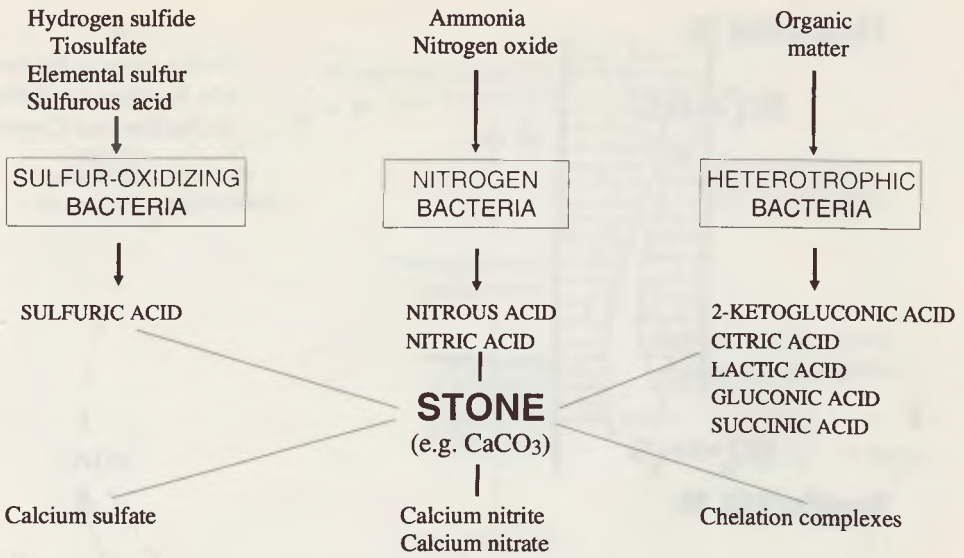 Hydrogen sulfide
Tiosulfate
Elemental sulfur
Sulfurous acid
SULFUR-OXIDIZING
BACTERIA
SULFURIC ACID
Ammonia
Nitrogen oxide
NITROGEN
BACTERIA
NITROUS ACID
NITRIC ACID
Organic
matter
HETEROTROPHIC
BACTERIA
2-KETOGLUCONIC ACID
CITRIC ACID
LACTIC ACID
GLUCONIC ACID
SUCCINIC ACID
STONE
(e.g. CaCO3)
Calcium sulfate
Calcium nitrite
Calcium nitrate
Chelation complexes